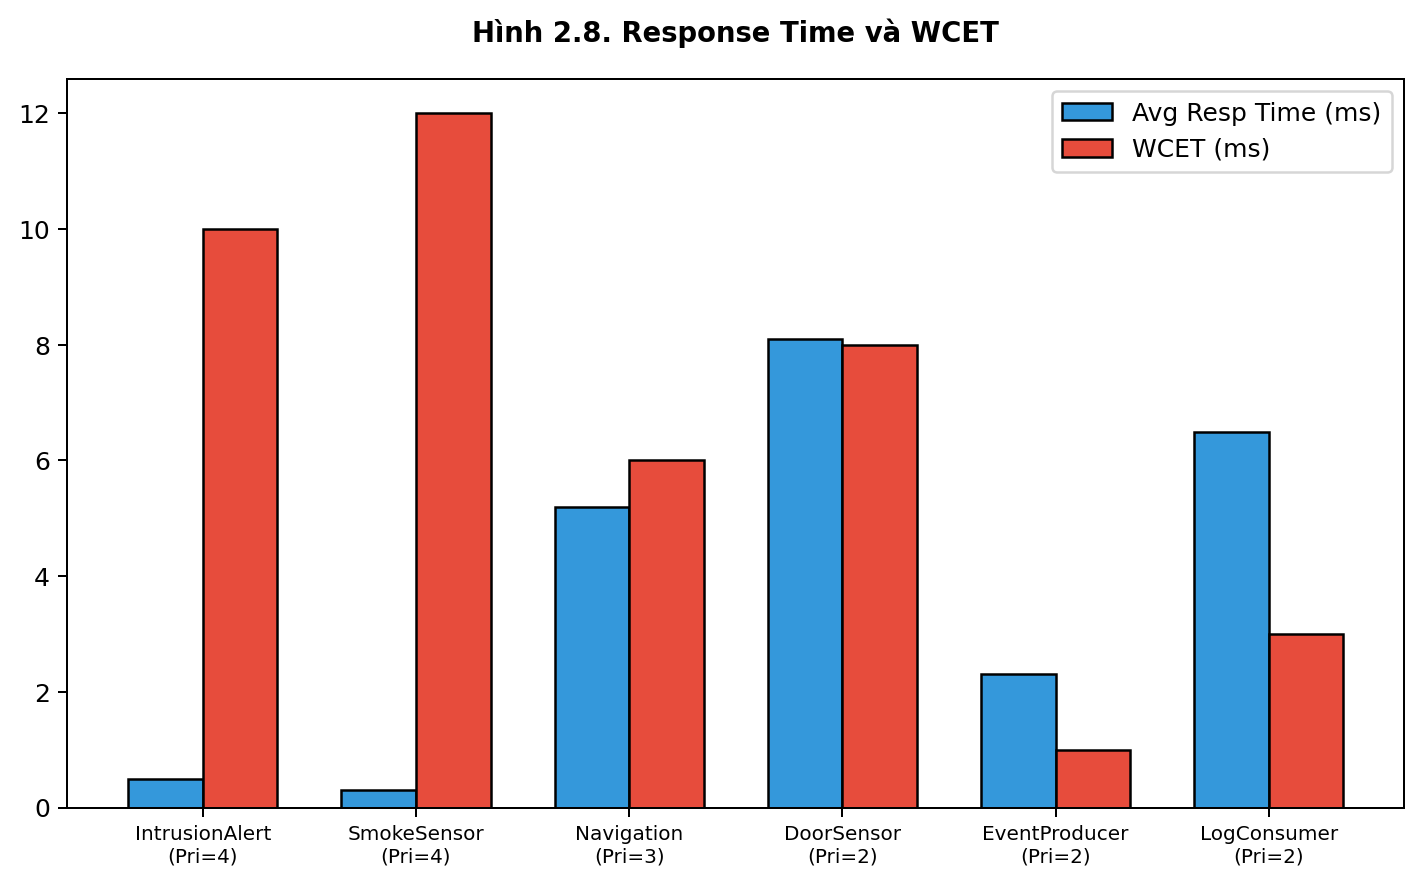 Hình 2.8. Response Time và WCET
Avg Resp Time (ms)
WCET (ms)
12
10
8
6
4
2
0
IntrusionAlert
(Pri=4)
SmokeSensor
(Pri=4)
Navigation
(Pri=3)
DoorSensor
(Pri=2)
EventProducer
(Pri=2)
LogConsumer
(Pri=2)